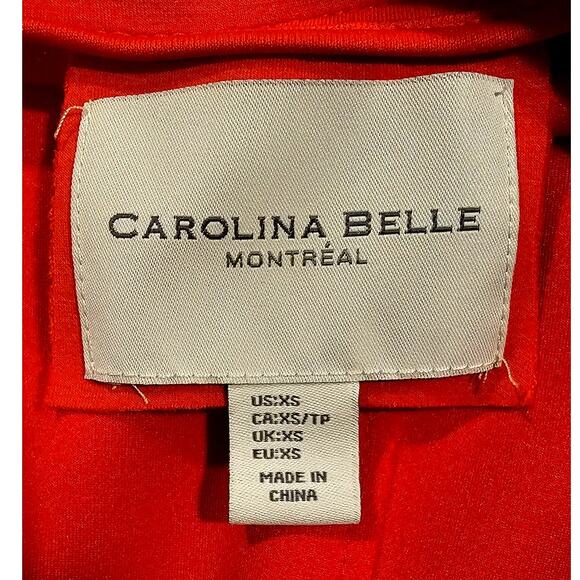 CAROLINA BELLE
MONTRÉAL
US:XS
CA:XS/TP
UK:XS
EU:XS
MADE IN
CHINA